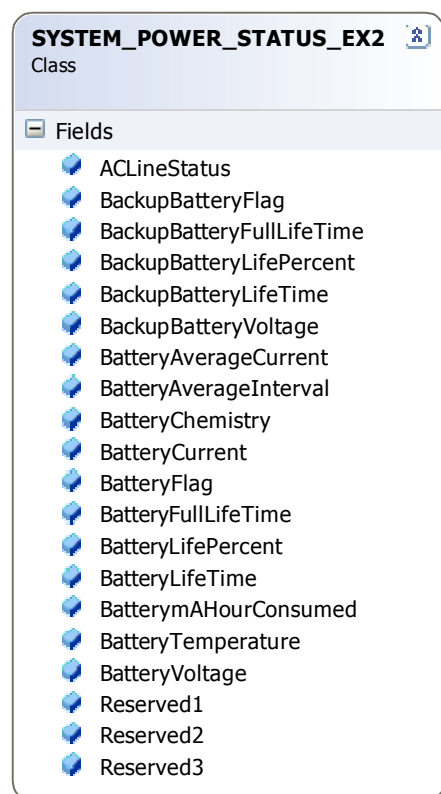 SYSTEM_POWER_STATUS_EX2
Class
Fields
ACLineStatus
BackupBatteryFlag
BackupBatteryFullLifeTime
BackupBatteryLifePercent
BackupBatteryLifeTime
BackupBatteryVoltage
BatteryAverageCurrent
BatteryAverageInterval
BatteryChemistry
BatteryCurrent
BatteryFlag
BatteryFullLifeTime
BatteryLifePercent
BatteryLifeTime
BatterymAHourConsumed
BatteryTemperature
BatteryVoltage
Reserved1
Reserved2
Reserved3